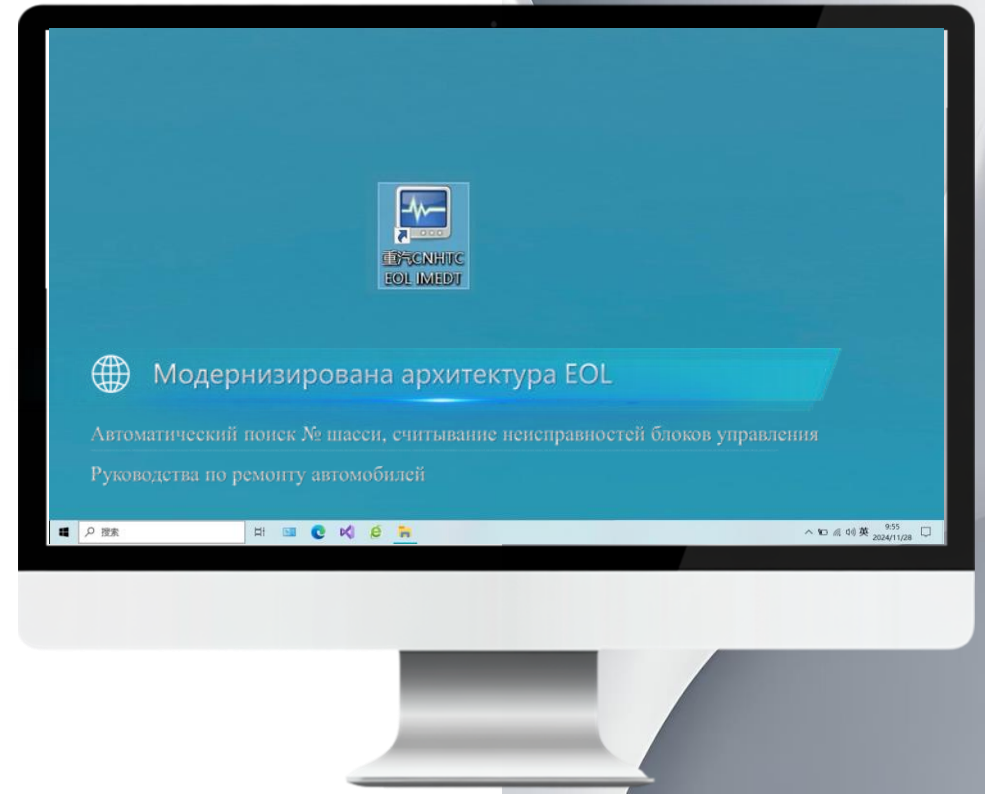 重汽CNHTC
EOL IMEDT
Модернизирована архитектура EOL
Автоматический поиск № шасси, считывание неисправностей блоков управления
Руководства по ремонту автомобилей
搜索
英
9:55
2024/11/28